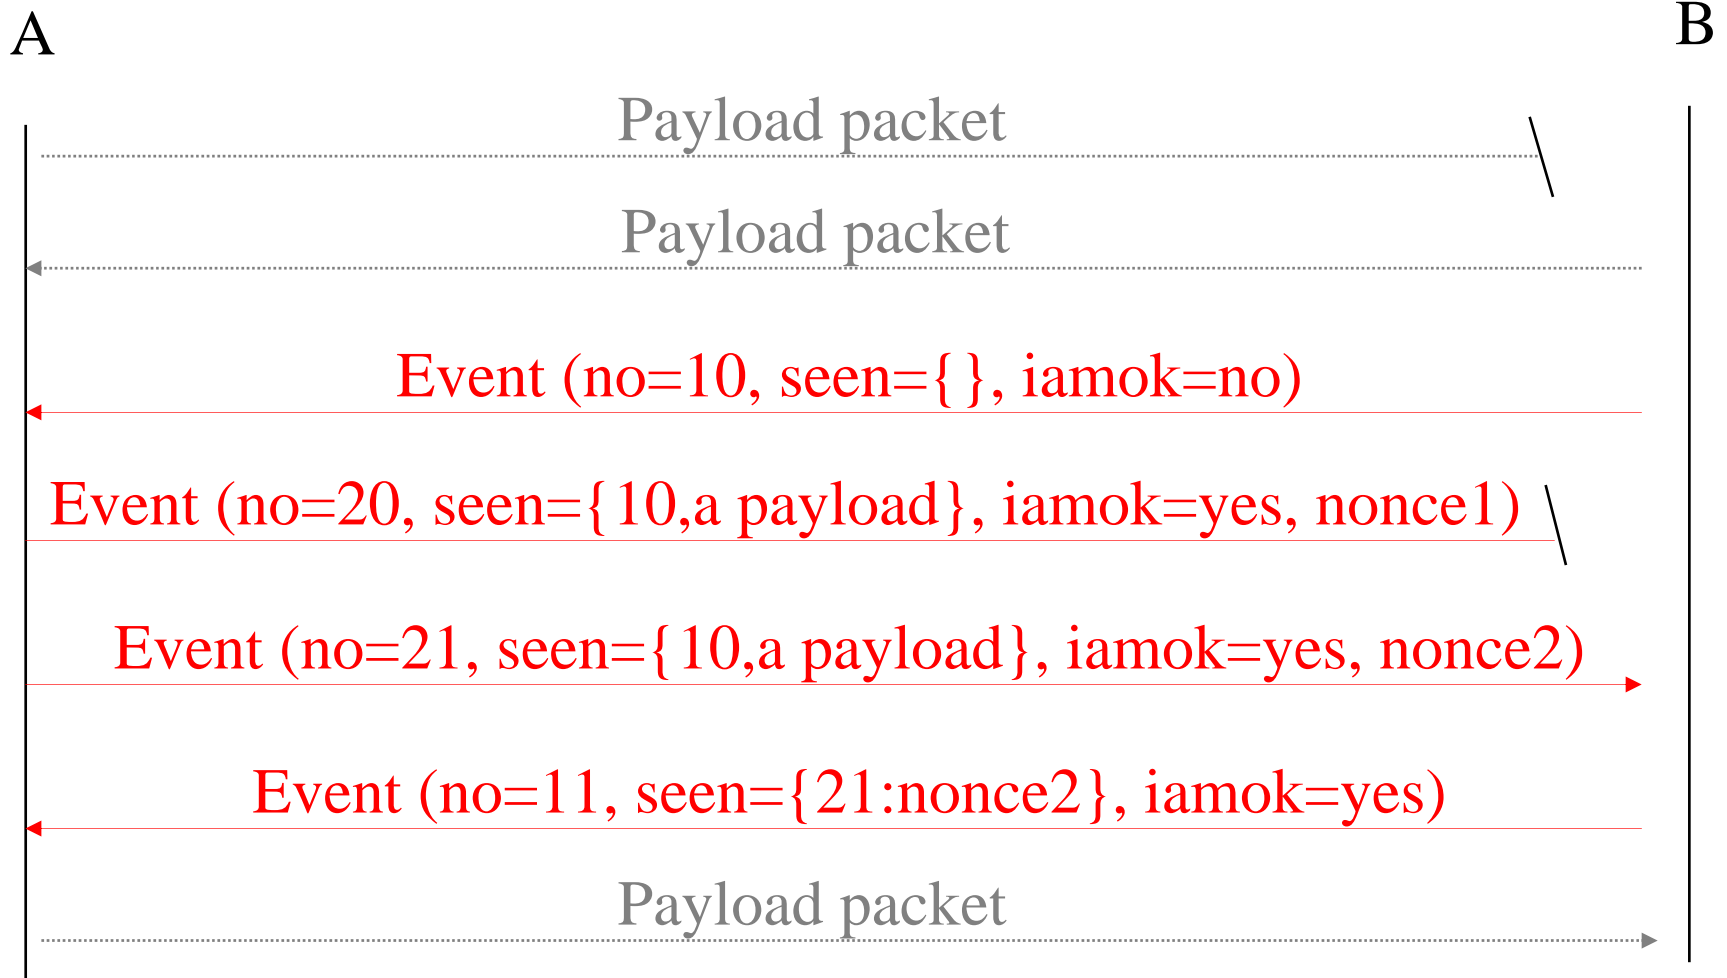 A
B
Payload packet
Payload packet
Event (no=10, seen={}, iamok=no)
Event (no=20, seen={10,a payload}, iamok=yes, nonce1)
Event (no=21, seen={10,a payload}, iamok=yes, nonce2)
Event (no=11, seen={21:nonce2}, iamok=yes)
Payload packet